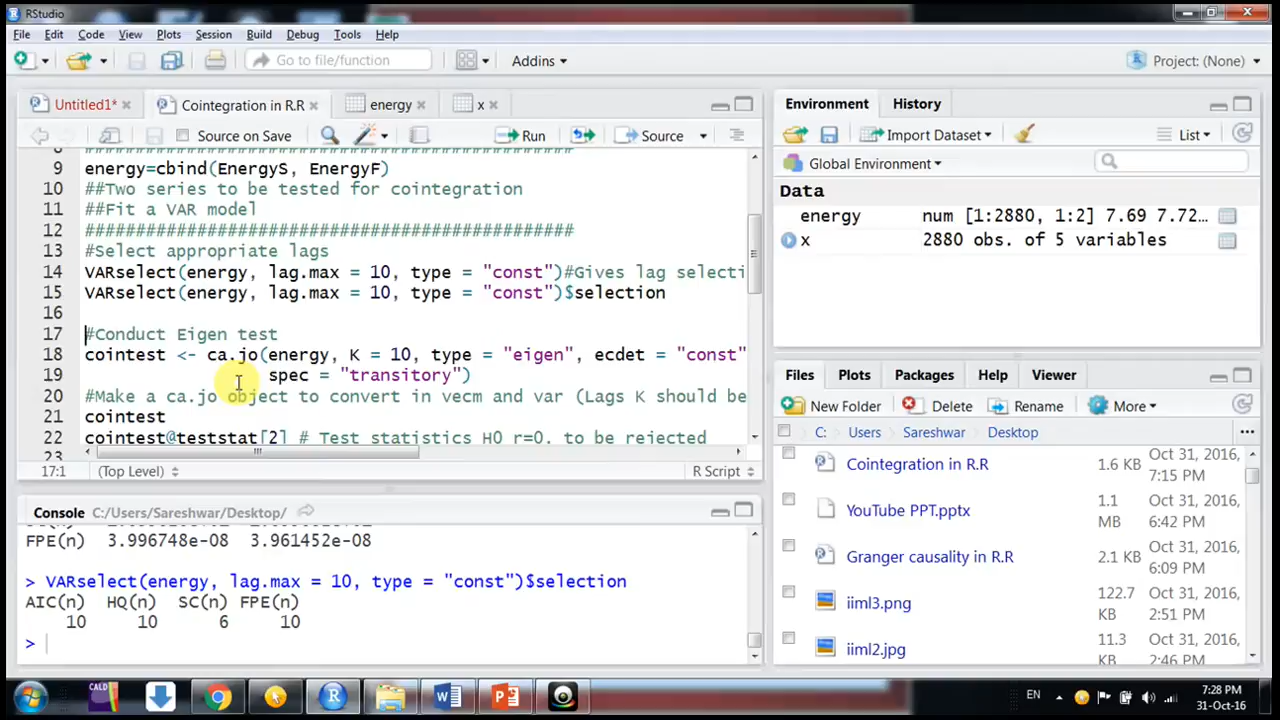 RStudio
File Edit Code View Plots Session Build Debug Tools Help
Go to file/function Addins Project: (None)
Untitled1* Cointegration in R.R energy x
Source on Save Run Source
8 ###############################################
9 energy=cbind(EnergyS, EnergyF)
10 ##Two series to be tested for cointegration
11 ##Fit a VAR model
12 ###############################################
13 #Select appropriate lags
14 VARselect(energy, lag.max = 10, type = "const")#Gives lag selecti
15 VARselect(energy, lag.max = 10, type = "const")$selection
16
17 #Conduct Eigen test
18 cointest <- ca.jo(energy, K = 10, type = "eigen", ecdet = "const"
19 spec = "transitory")
20 #Make a ca.jo object to convert in vecm and var (Lags K should be
21 cointest
22 cointest@teststat[2] # Test statistics H0 r=0, to be rejected
23
17:1 (Top Level) R Script
Console C:/Users/Sareshwar/Desktop/
FPE(n) 3.996748e-08 3.961452e-08
> VARselect(energy, lag.max = 10, type = "const")$selection
AIC(n) HQ(n) SC(n) FPE(n)
10 10 6 10
>
Environment History
Import Dataset List
Global Environment
Data
energy num [1:2880, 1:2] 7.69 7.72...
x 2880 obs. of 5 variables
Files Plots Packages Help Viewer
New Folder Delete Rename More
C: Users Sareshwar Desktop ...
Cointegration in R.R 1.6 KB Oct 31, 2016, 7:15 PM
YouTube PPT.pptx 1.1 MB Oct 31, 2016, 6:42 PM
Granger causality in R.R 2.1 KB Oct 31, 2016, 6:09 PM
iiml3.png 122.7 KB Oct 31, 2016, 2:51 PM
iiml2.jpg 11.3 KB Oct 31, 2016, 2:46 PM
CALD EN 7:28 PM
31-Oct-16